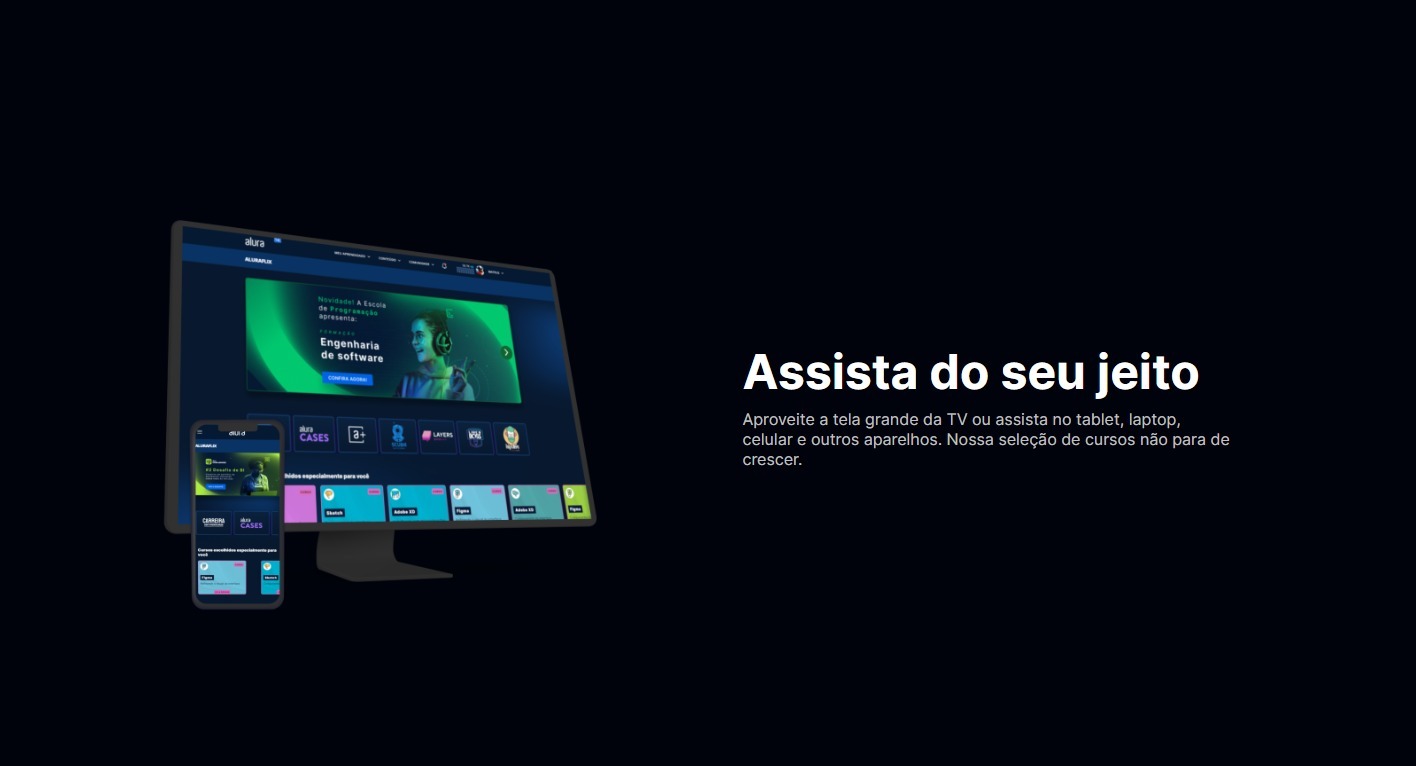 alura
ALURAFLIX
Novidade! A Escola
de Programação
apresenta:
FORMAÇÃO
Engenharia
de software
CONFIRA AGORA!
alura
CASES
a+
LAYERS
hidos especialmente para você
Sketch
Adobe XD
Figma
Adobe XD
Figma
alura
ALURAFLIX
CARREIRA
alura
CASES
Cursos escolhidos especialmente para
você
Figma
Assista do seu jeito
Aproveite a tela grande da TV ou assista no tablet, laptop,
celular e outros aparelhos. Nossa seleção de cursos não para de
crescer.